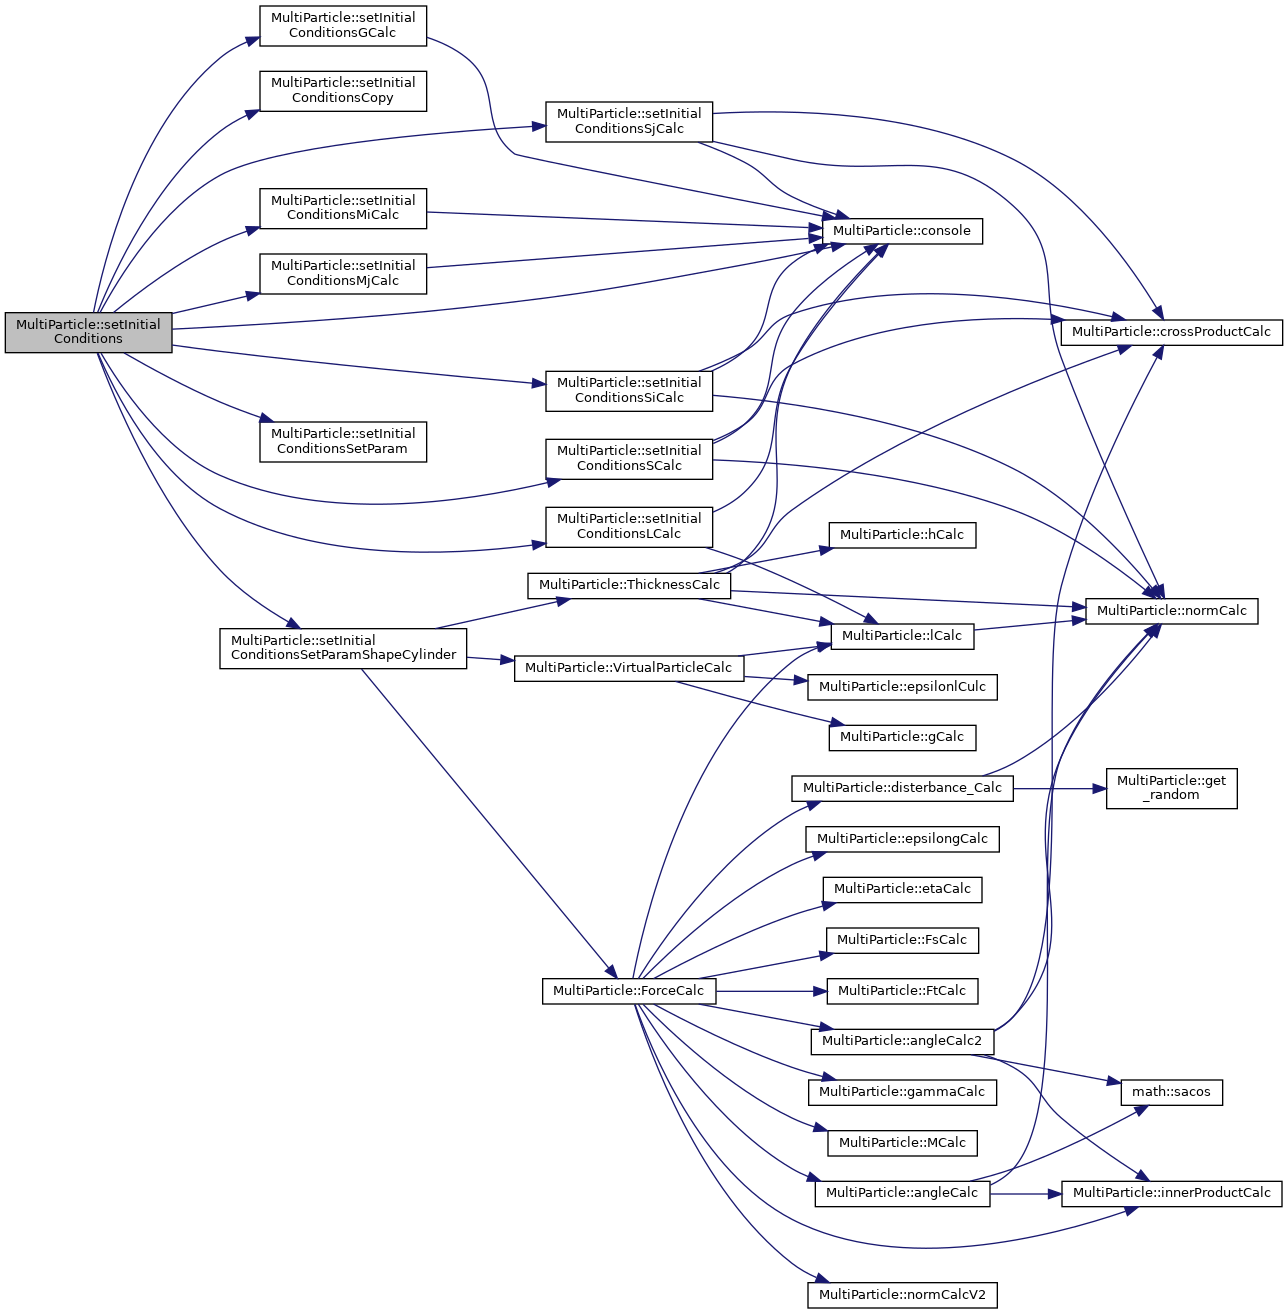 MultiParticle::setInitial
ConditionsGCalc
MultiParticle::setInitial
ConditionsCopy
MultiParticle::setInitial
ConditionsSjCalc
MultiParticle::setInitial
ConditionsMiCalc
MultiParticle::console
MultiParticle::setInitial
ConditionsMjCalc
MultiParticle::setInitial
Conditions
MultiParticle::crossProductCalc
MultiParticle::setInitial
ConditionsSiCalc
MultiParticle::setInitial
ConditionsSetParam
MultiParticle::setInitial
ConditionsSCalc
MultiParticle::setInitial
ConditionsLCalc
MultiParticle::hCalc
MultiParticle::ThicknessCalc
MultiParticle::normCalc
MultiParticle::lCalc
MultiParticle::setInitial
ConditionsSetParamShapeCylinder
MultiParticle::VirtualParticleCalc
MultiParticle::epsilonlCulc
MultiParticle::gCalc
MultiParticle::disterbance_Calc
MultiParticle::get
_random
MultiParticle::epsilongCalc
MultiParticle::etaCalc
MultiParticle::FsCalc
MultiParticle::ForceCalc
MultiParticle::FtCalc
MultiParticle::angleCalc2
MultiParticle::gammaCalc
math::sacos
MultiParticle::MCalc
MultiParticle::angleCalc
MultiParticle::innerProductCalc
MultiParticle::normCalcV2